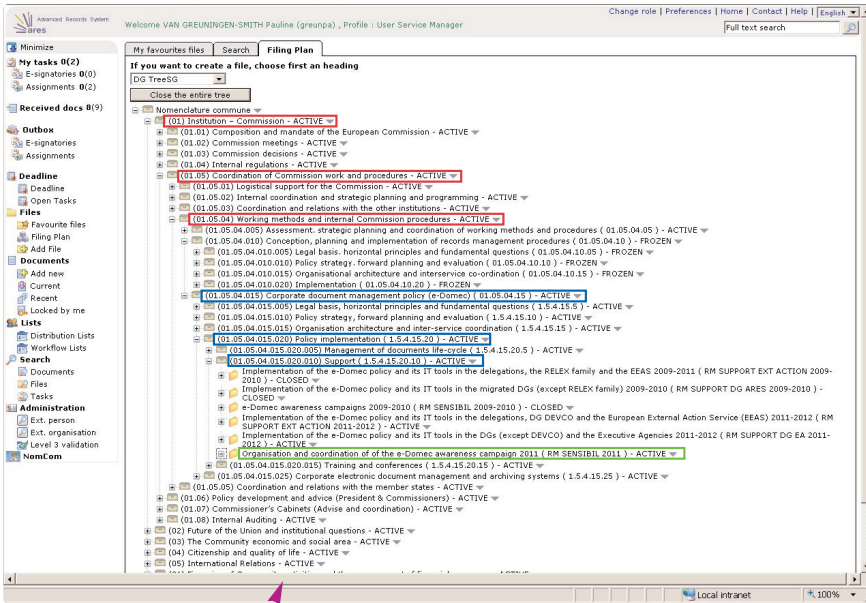 Advanced Records System
ares
Welcome VAN GREUNINGEN-SMITH Pauline (greunpa) , Profile : User Service Manager
Change role | Preferences | Home | Contact | Help | English
Full text search
Minimize
My tasks 0(2)
E-signatories 0(0)
Assignments 0(2)
Received docs 8(9)
Outbox
E-signatories
Assignments
Deadline
Deadline
Open Tasks
Files
Favourite files
Filing Plan
Add File
Documents
Add new
Current
Recent
Locked by me
Lists
Distribution Lists
Workflow Lists
Search
Documents
Files
Tasks
Administration
Ext. person
Ext. organisation
Level 3 validation
NomCom
My favourites files
Search
Filing Plan
If you want to create a file, choose first an heading
DG TreeSG
Close the entire tree
Nomenclature commune
(01) Institution - Commission - ACTIVE
(01.01) Composition and mandate of the European Commission - ACTIVE
(01.02) Commission meetings - ACTIVE
(01.03) Commission decisions - ACTIVE
(01.04) Internal regulations - ACTIVE
(01.05) Coordination of Commission work and procedures - ACTIVE
(01.05.01) Logistical support for the Commission - ACTIVE
(01.05.02) Internal coordination and strategic planning and programming - ACTIVE
(01.05.03) Coordination and relations with the other institutions - ACTIVE
(01.05.04) Working methods and internal Commission procedures - ACTIVE
(01.05.04.005) Assessment. strategic planning and coordination of working methods and procedures ( 01.05.04.05 ) - ACTIVE
(01.05.04.010) Conception, planning and implementation of records management procedures ( 01.05.04.10 ) - FROZEN
(01.05.04.010.005) Legal basis. horizontal principles and fundamental questions ( 01.05.04.10.05 ) - FROZEN
(01.05.04.010.010) Policy strategy. forward planning and evaluation ( 01.05.04.10.10 ) - FROZEN
(01.05.04.010.015) Organisational architecture and interservice co-ordination ( 01.05.04.10.15 ) - FROZEN
(01.05.04.010.020) Implementation ( 01.05.04.10.20 ) - FROZEN
(01.05.04.015) Corporate document management policy (e-Domec) ( 01.05.04.15 ) - ACTIVE
(01.05.04.015.005) Legal basis, horizontal principles and fundamental questions ( 1.5.4.15.5 ) - ACTIVE
(01.05.04.015.010) Policy strategy, forward planning and evaluation ( 1.5.4.15.10 ) - ACTIVE
(01.05.04.015.015) Organisation architecture and inter-service coordination ( 1.5.4.15.15 ) - ACTIVE
(01.05.04.015.020) Policy implementation ( 1.5.4.15.20 ) - ACTIVE
(01.05.04.015.020.005) Management of documents life-cycle ( 1.5.4.15.20.5 ) - ACTIVE
(01.05.04.015.020.010) Support ( 1.5.4.15.20.10 ) - ACTIVE
Implementation of the e-Domec policy and its IT tools in the delegations, the RELEX family and the EEAS 2009-2011 ( RM SUPPORT EXT ACTION 2009-
2010 ) - CLOSED
Implementation of the e-Domec policy and its IT tools in the migrated DGs (except RELEX family) 2009-2010 ( RM SUPPORT DG ARES 2009-2010 ) -
CLOSED
e-Domec awareness campaigns 2009-2010 ( RM SENSIBIL 2009-2010 ) - CLOSED
Implementation of the e-Domec policy and its IT tools in the delegations, DG DEVCO and the European External Action Service (EEAS) 2011-2012 ( RM
SUPPORT EXT ACTION 2011-2012 ) - ACTIVE
Implementation of the e-Domec policy and its IT tools in the DGs (except DEVCO) and the Executive Agencies 2011-2012 ( RM SUPPORT DG EA 2011-
2012 ) - ACTIVE
Organisation and coordination of of the e-Domec awareness campaign 2011 ( RM SENSIBIL 2011 ) - ACTIVE
(01.05.04.015.020.015) Training and conferences ( 1.5.4.15.20.15 ) - ACTIVE
(01.05.04.015.025) Corporate electronic document management and archiving systems ( 1.5.4.15.25 ) - ACTIVE
(01.05.05) Coordination and relations with the member states - ACTIVE
(01.06) Policy development and advice (President & Commissioners) - ACTIVE
(01.07) Commissioner's Cabinets (Advise and coordination) - ACTIVE
(01.08) Internal Auditing - ACTIVE
(02) Future of the Union and institutional questions - ACTIVE
(03) The Community economic and social area - ACTIVE
(04) Citizenship and quality of life - ACTIVE
(05) International Relations - ACTIVE
Local intranet
100%